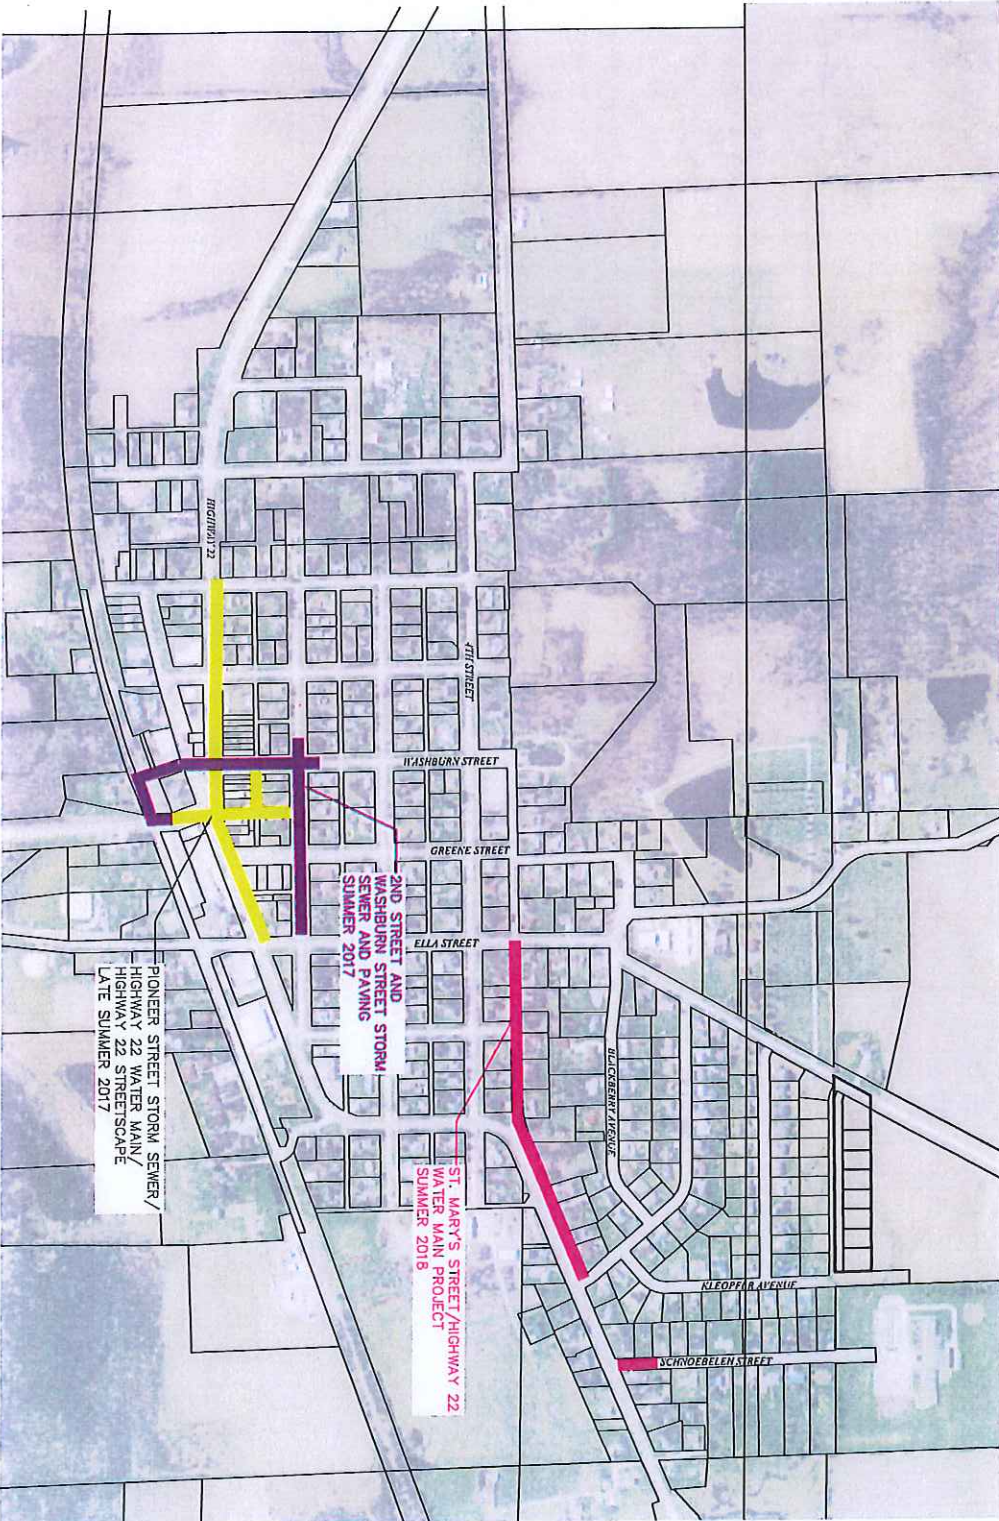 HIGHWAY 22
4TH STREET
WASHBURN STREET
GREENE STREET
ELLA STREET
BLACKBERRY AVENUE
KLEOPFER AVENUE
SCHNOEBELEN STREET
2ND STREET AND
WASHBURN STREET STORM
SEWER AND PAVING
SUMMER 2017
PIONEER STREET STORM SEWER/
HIGHWAY 22 WATER MAIN/
HIGHWAY 22 STREETSCAPE
LATE SUMMER 2017
ST. MARY'S STREET/HIGHWAY 22
WATER MAIN PROJECT
SUMMER 2018